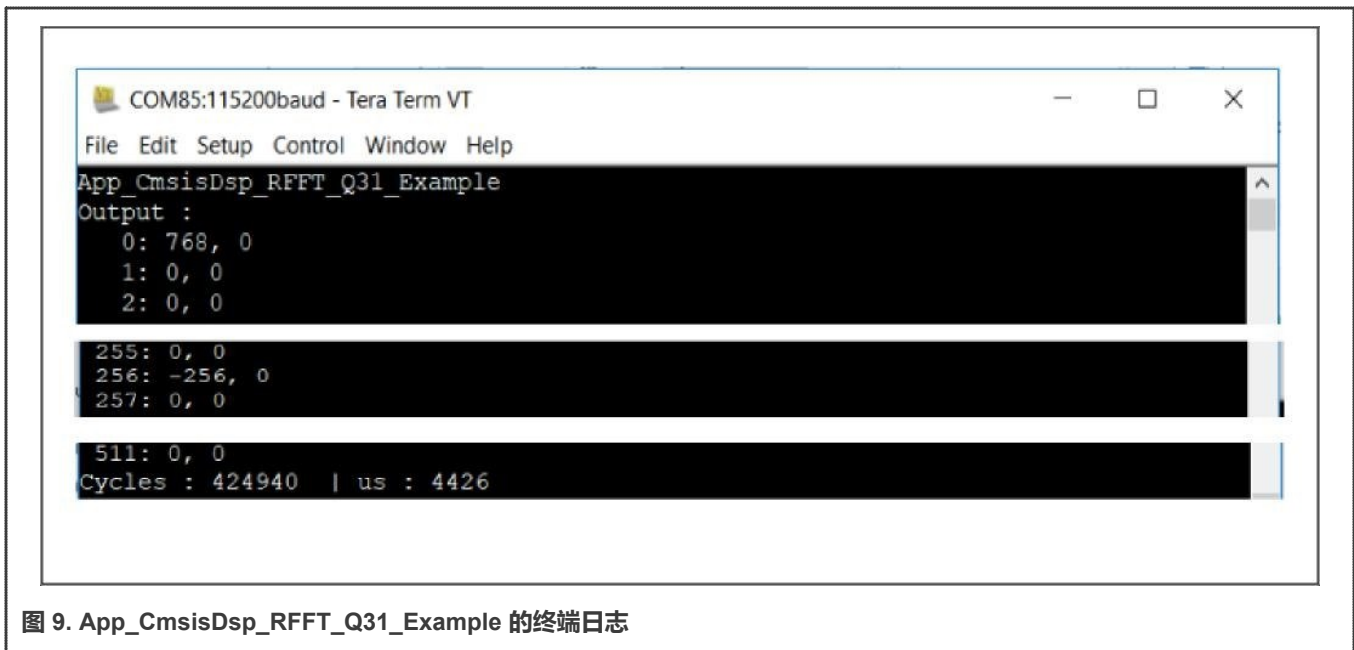 COM85:115200baud - Tera Term VT
File Edit Setup Control Window Help
App_CmsisDsp_RFFT_Q31_Example
Output :
0: 768, 0
1: 0, 0
2: 0, 0
255: 0, 0
256: -256, 0
257: 0, 0
511: 0, 0
Cycles : 424940 | us : 4426
图 9. App_CmsisDsp_RFFT_Q31_Example 的终端日志